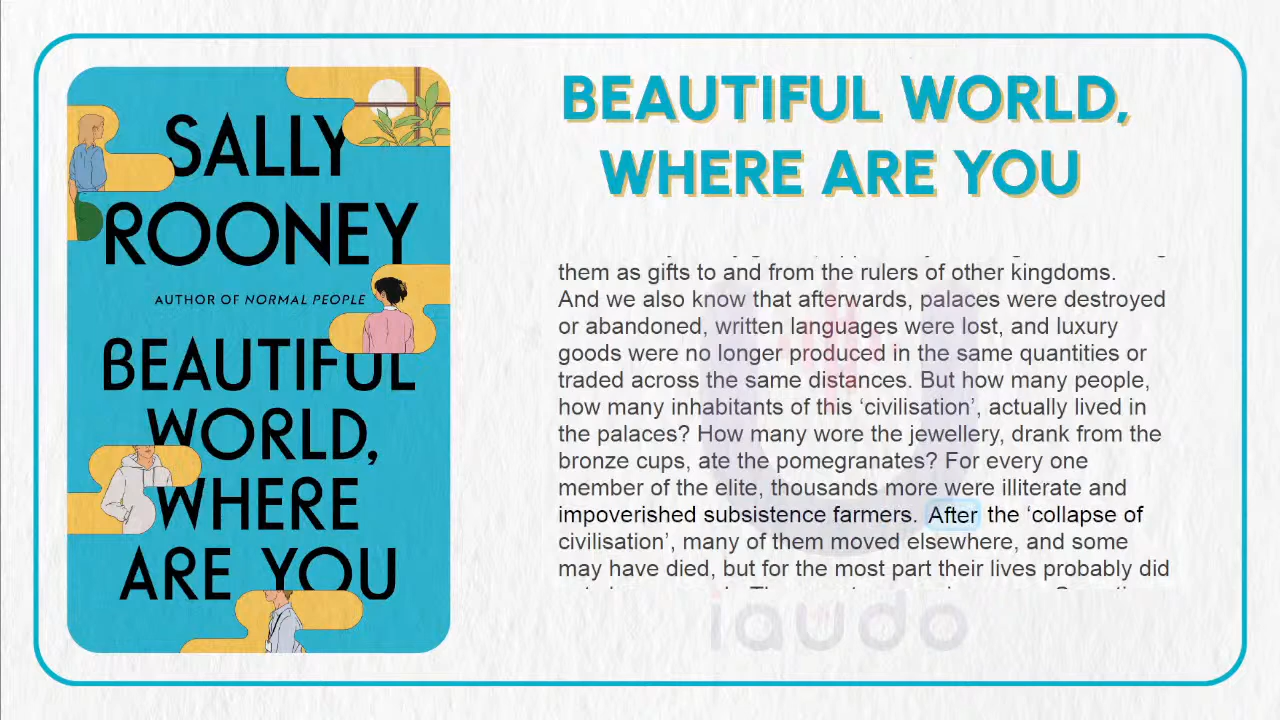 SALLY
ROONEY
AUTHOR OF NORMAL PEOPLE
BEAUTIFUL
WORLD,
WHERE
ARE YOU
BEAUTIFUL WORLD,
WHERE ARE YOU
them as gifts to and from the rulers of other kingdoms.
And we also know that afterwards, palaces were destroyed
or abandoned, written languages were lost, and luxury
goods were no longer produced in the same quantities or
traded across the same distances. But how many people,
how many inhabitants of this ‘civilisation’, actually lived in
the palaces? How many wore the jewellery, drank from the
bronze cups, ate the pomegranates? For every one
member of the elite, thousands more were illiterate and
impoverished subsistence farmers. After the ‘collapse of
civilisation’, many of them moved elsewhere, and some
may have died, but for the most part their lives probably did
iaudo